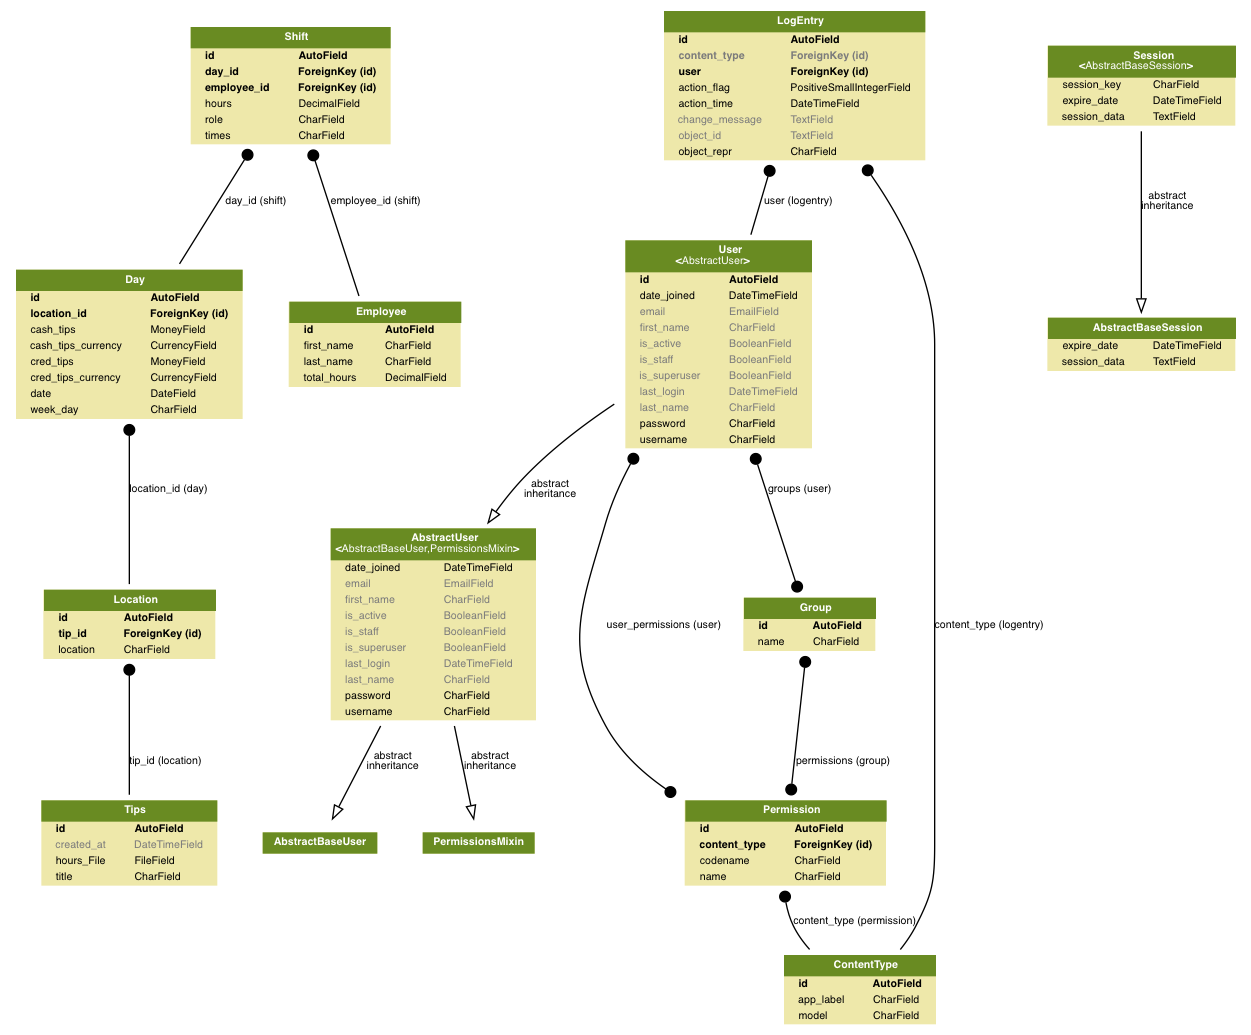 Shift
id AutoField
day_id ForeignKey (id)
employee_id ForeignKey (id)
hours DecimalField
role CharField
times CharField
day_id (shift)
employee_id (shift)
Day
id AutoField
location_id ForeignKey (id)
cash_tips MoneyField
cash_tips_currency CurrencyField
cred_tips MoneyField
cred_tips_currency CurrencyField
date DateField
week_day CharField
Employee
id AutoField
first_name CharField
last_name CharField
total_hours DecimalField
location_id (day)
Location
id AutoField
tip_id ForeignKey (id)
location CharField
tip_id (location)
Tips
id AutoField
created_at DateTimeField
hours_File FileField
title CharField
LogEntry
id AutoField
content_type ForeignKey (id)
user ForeignKey (id)
action_flag PositiveSmallIntegerField
action_time DateTimeField
change_message TextField
object_id TextField
object_repr CharField
user (logentry)
User
<AbstractUser>
id AutoField
date_joined DateTimeField
email EmailField
first_name CharField
is_active BooleanField
is_staff BooleanField
is_superuser BooleanField
last_login DateTimeField
last_name CharField
password CharField
username CharField
abstract
inheritance
groups (user)
AbstractUser
<AbstractBaseUser,PermissionsMixin>
date_joined DateTimeField
email EmailField
first_name CharField
is_active BooleanField
is_staff BooleanField
is_superuser BooleanField
last_login DateTimeField
last_name CharField
password CharField
username CharField
abstract
inheritance
abstract
inheritance
AbstractBaseUser
PermissionsMixin
user_permissions (user)
Group
id AutoField
name CharField
content_type (logentry)
permissions (group)
Permission
id AutoField
content_type ForeignKey (id)
codename CharField
name CharField
content_type (permission)
ContentType
id AutoField
app_label CharField
model CharField
Session
<AbstractBaseSession>
session_key CharField
expire_date DateTimeField
session_data TextField
abstract
inheritance
AbstractBaseSession
expire_date DateTimeField
session_data TextField